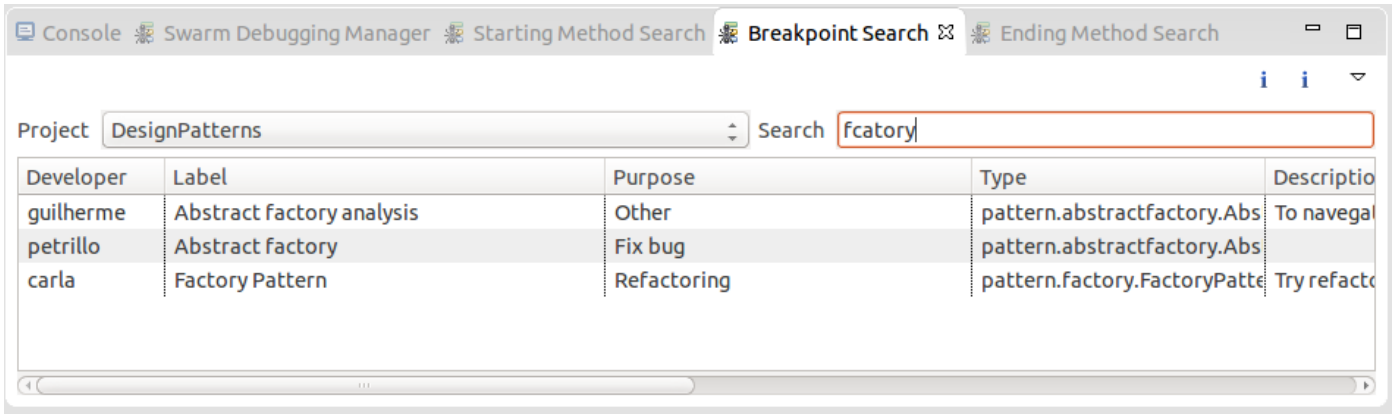 Console Swarm Debugging Manager Starting Method Search Breakpoint Search Ending Method Search
i i
Project DesignPatterns Search fcatory
Developer Label Purpose Type Descriptio
guilherme Abstract factory analysis Other pattern.abstractfactory.Abs To navega
petrillo Abstract factory Fix bug pattern.abstractfactory.Abs
carla Factory Pattern Refactoring pattern.factory.FactoryPatte Try refacto